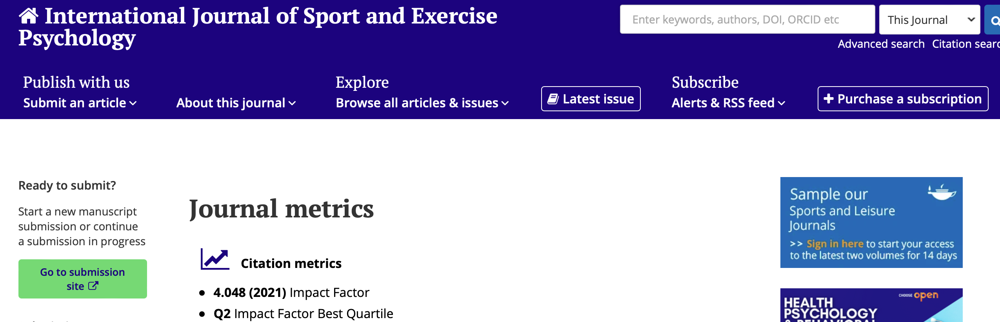 International Journal of Sport and Exercise
Psychology
Enter keywords, authors, DOI, ORCID etc
This Journal
Advanced search
Citation searc
Publish with us
Submit an article
About this journal
Explore
Browse all articles & issues
Latest issue
Subscribe
Alerts & RSS feed
Purchase a subscription
Ready to submit?
Start a new manuscript
submission or continue
a submission in progress
Go to submission
site
Journal metrics
Citation metrics
4.048 (2021) Impact Factor
Q2 Impact Factor Best Quartile
Sample our
Sports and Leisure
Journals
>> Sign in here to start your access
to the latest two volumes for 14 days
CHOOSE open
HEALTH
PSYCHOLOGY